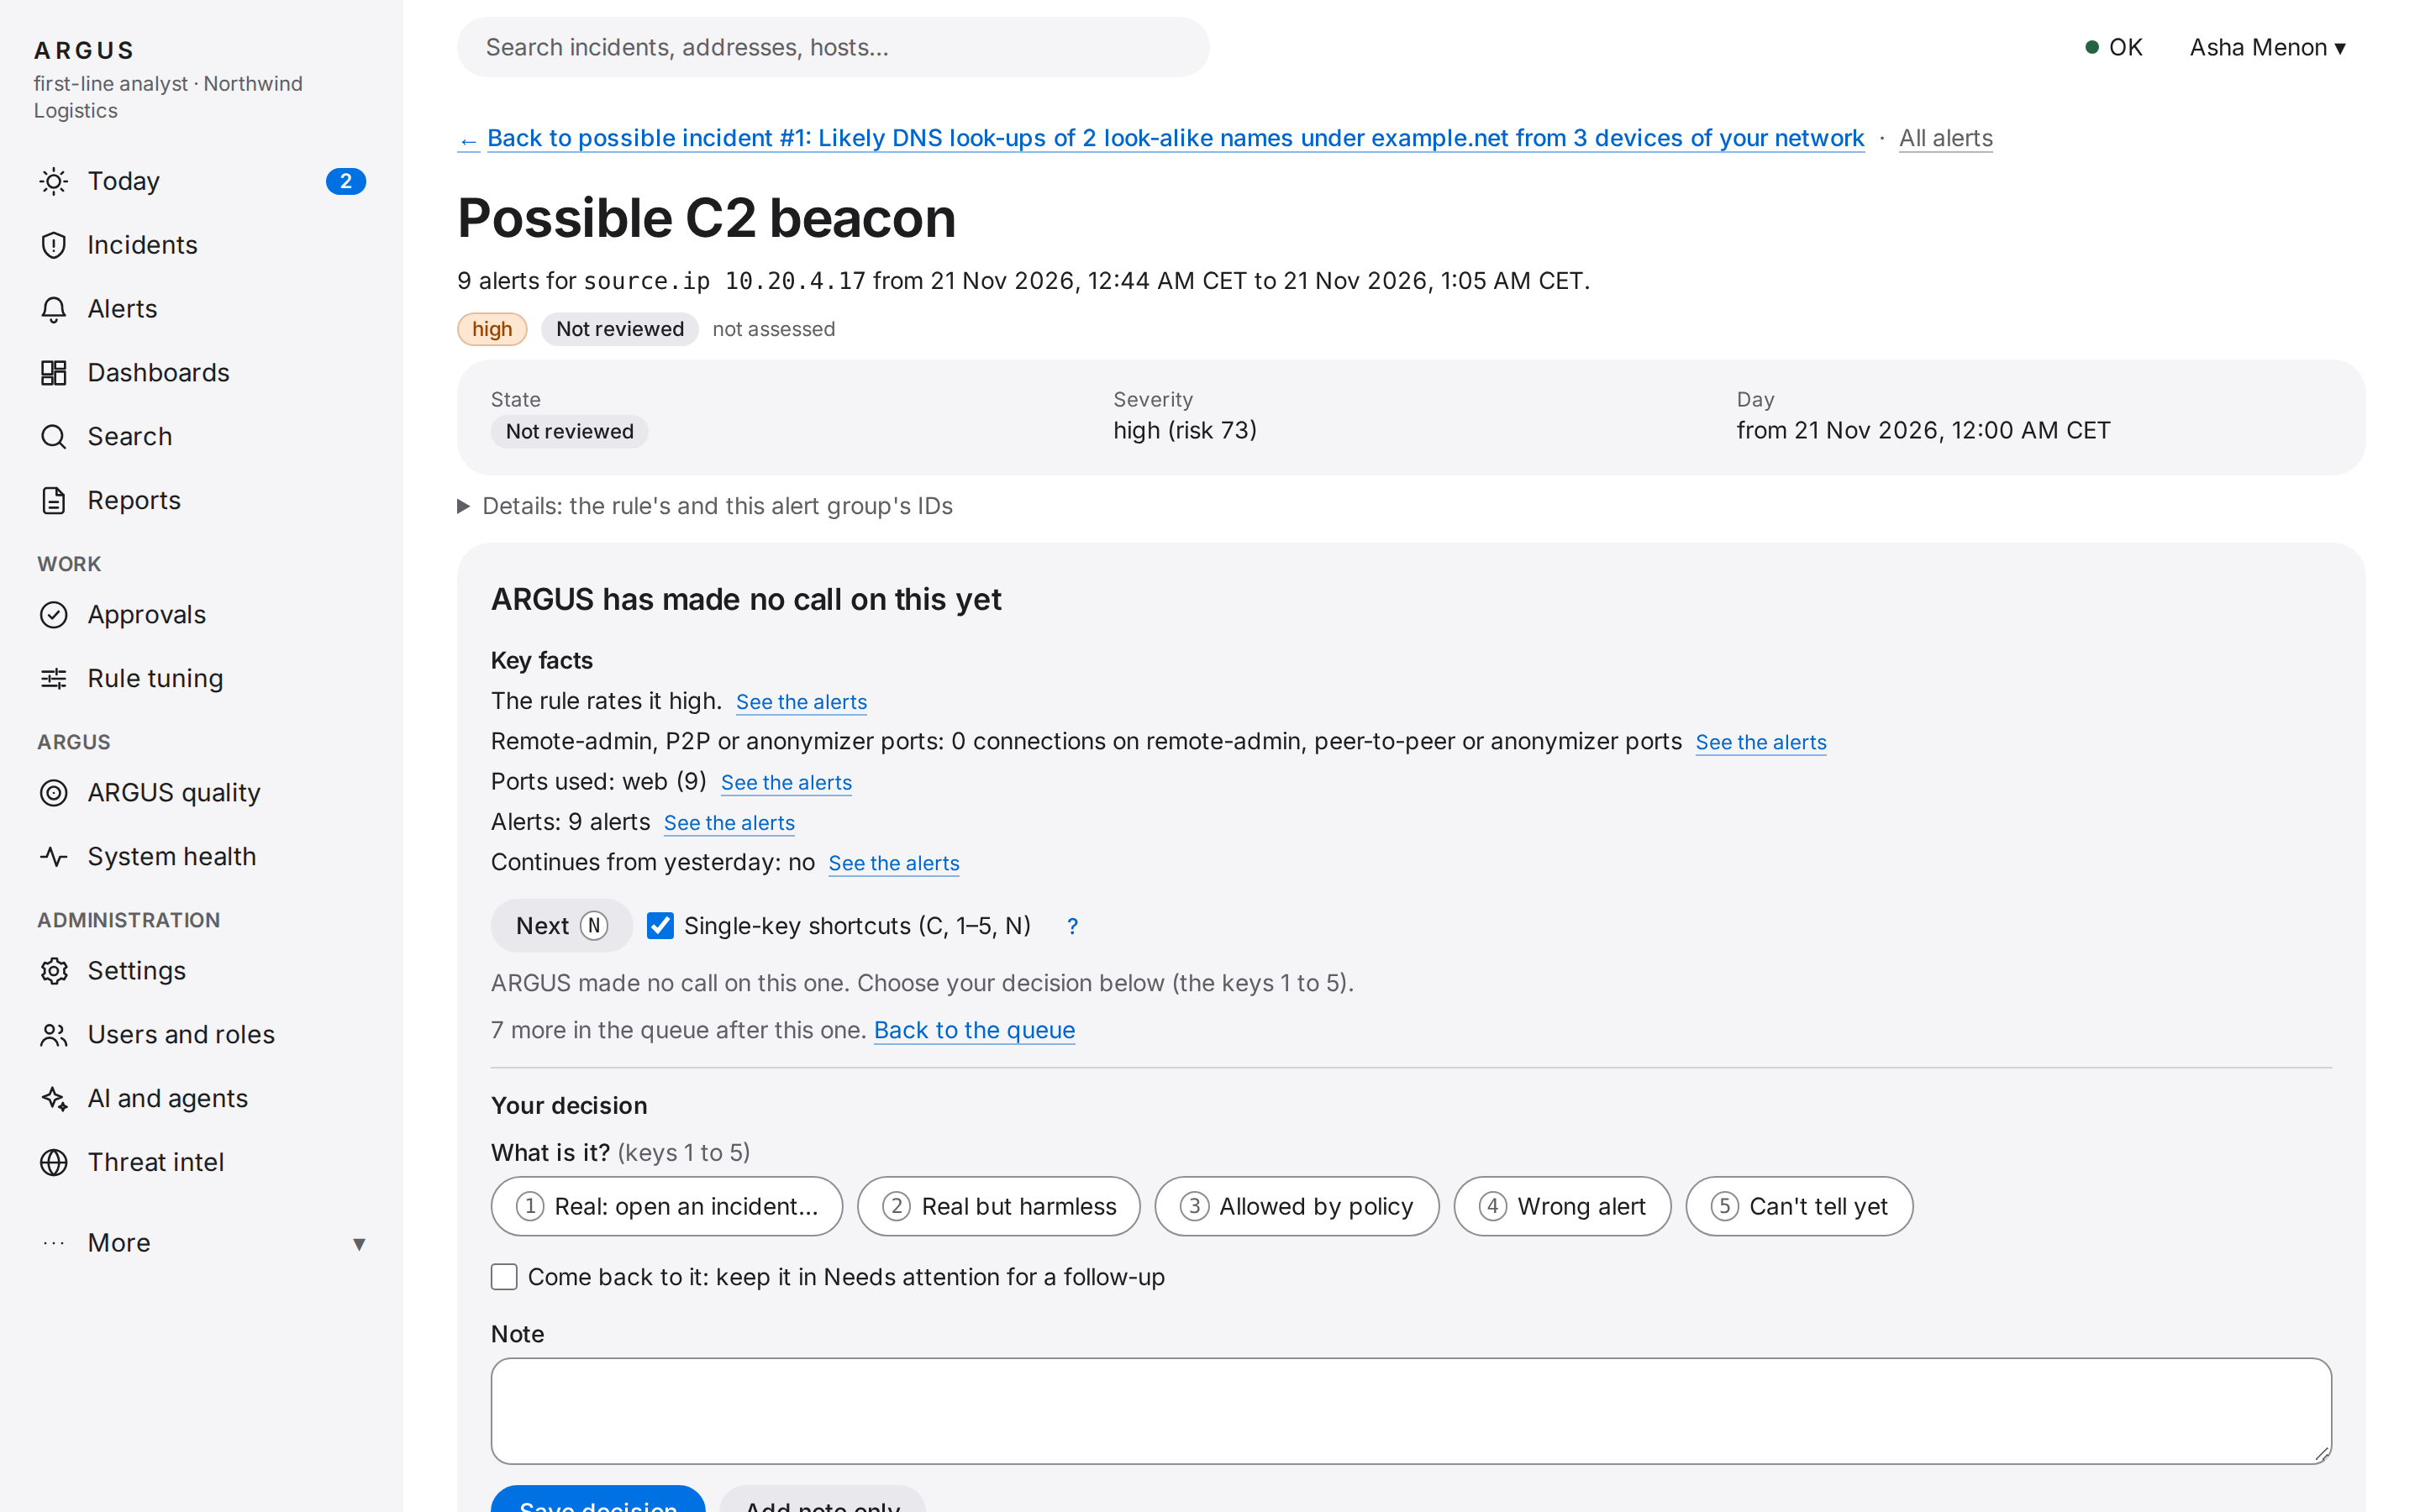 ARGUS
first-line analyst · Northwind
Logistics
Today 2
Incidents
Alerts
Dashboards
Search
Reports
WORK
Approvals
Rule tuning
ARGUS
ARGUS quality
System health
ADMINISTRATION
Settings
Users and roles
AI and agents
Threat intel
··· More ▾
Search incidents, addresses, hosts...
OK Asha Menon ▾
← Back to possible incident #1: Likely DNS look-ups of 2 look-alike names under example.net from 3 devices of your network · All alerts
Possible C2 beacon
9 alerts for source.ip 10.20.4.17 from 21 Nov 2026, 12:44 AM CET to 21 Nov 2026, 1:05 AM CET.
high Not reviewed not assessed
State Severity Day
Not reviewed high (risk 73) from 21 Nov 2026, 12:00 AM CET
▶ Details: the rule's and this alert group's IDs
ARGUS has made no call on this yet
Key facts
The rule rates it high. See the alerts
Remote-admin, P2P or anonymizer ports: 0 connections on remote-admin, peer-to-peer or anonymizer ports See the alerts
Ports used: web (9) See the alerts
Alerts: 9 alerts See the alerts
Continues from yesterday: no See the alerts
Next N Single-key shortcuts (C, 1–5, N) ?
ARGUS made no call on this one. Choose your decision below (the keys 1 to 5).
7 more in the queue after this one. Back to the queue
Your decision
What is it? (keys 1 to 5)
1 Real: open an incident... 2 Real but harmless 3 Allowed by policy 4 Wrong alert 5 Can't tell yet
Come back to it: keep it in Needs attention for a follow-up
Note
Save decision Add note only